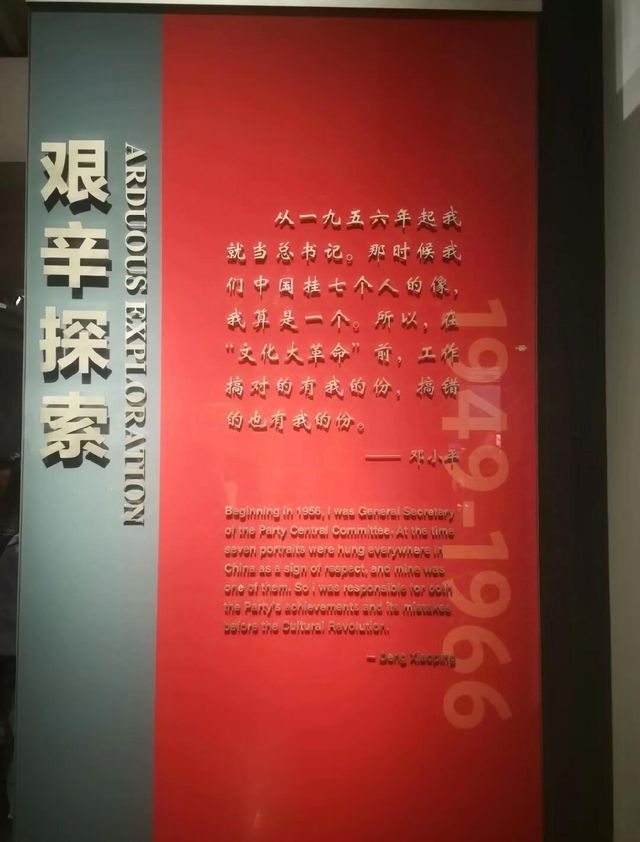 艰辛探索
ARDUOUS EXPLORATION
从一九五六年起我
就当总书记。那时候我
们中国挂七个人的像，
我算是一个。所以，在
“文化大革命”前，工作
搞对的有我的份，搞错
的也有我的份。
—— 邓小平
1949-1966
Beginning in 1956, I was General Secretary
of the Party Central Committee. At the time
seven portraits were hung everywhere in
China as a sign of respect, and mine was
one of them. So I was responsible for both
the Party's achievements and its mistakes
before the Cultural Revolution.
— Deng Xiaoping